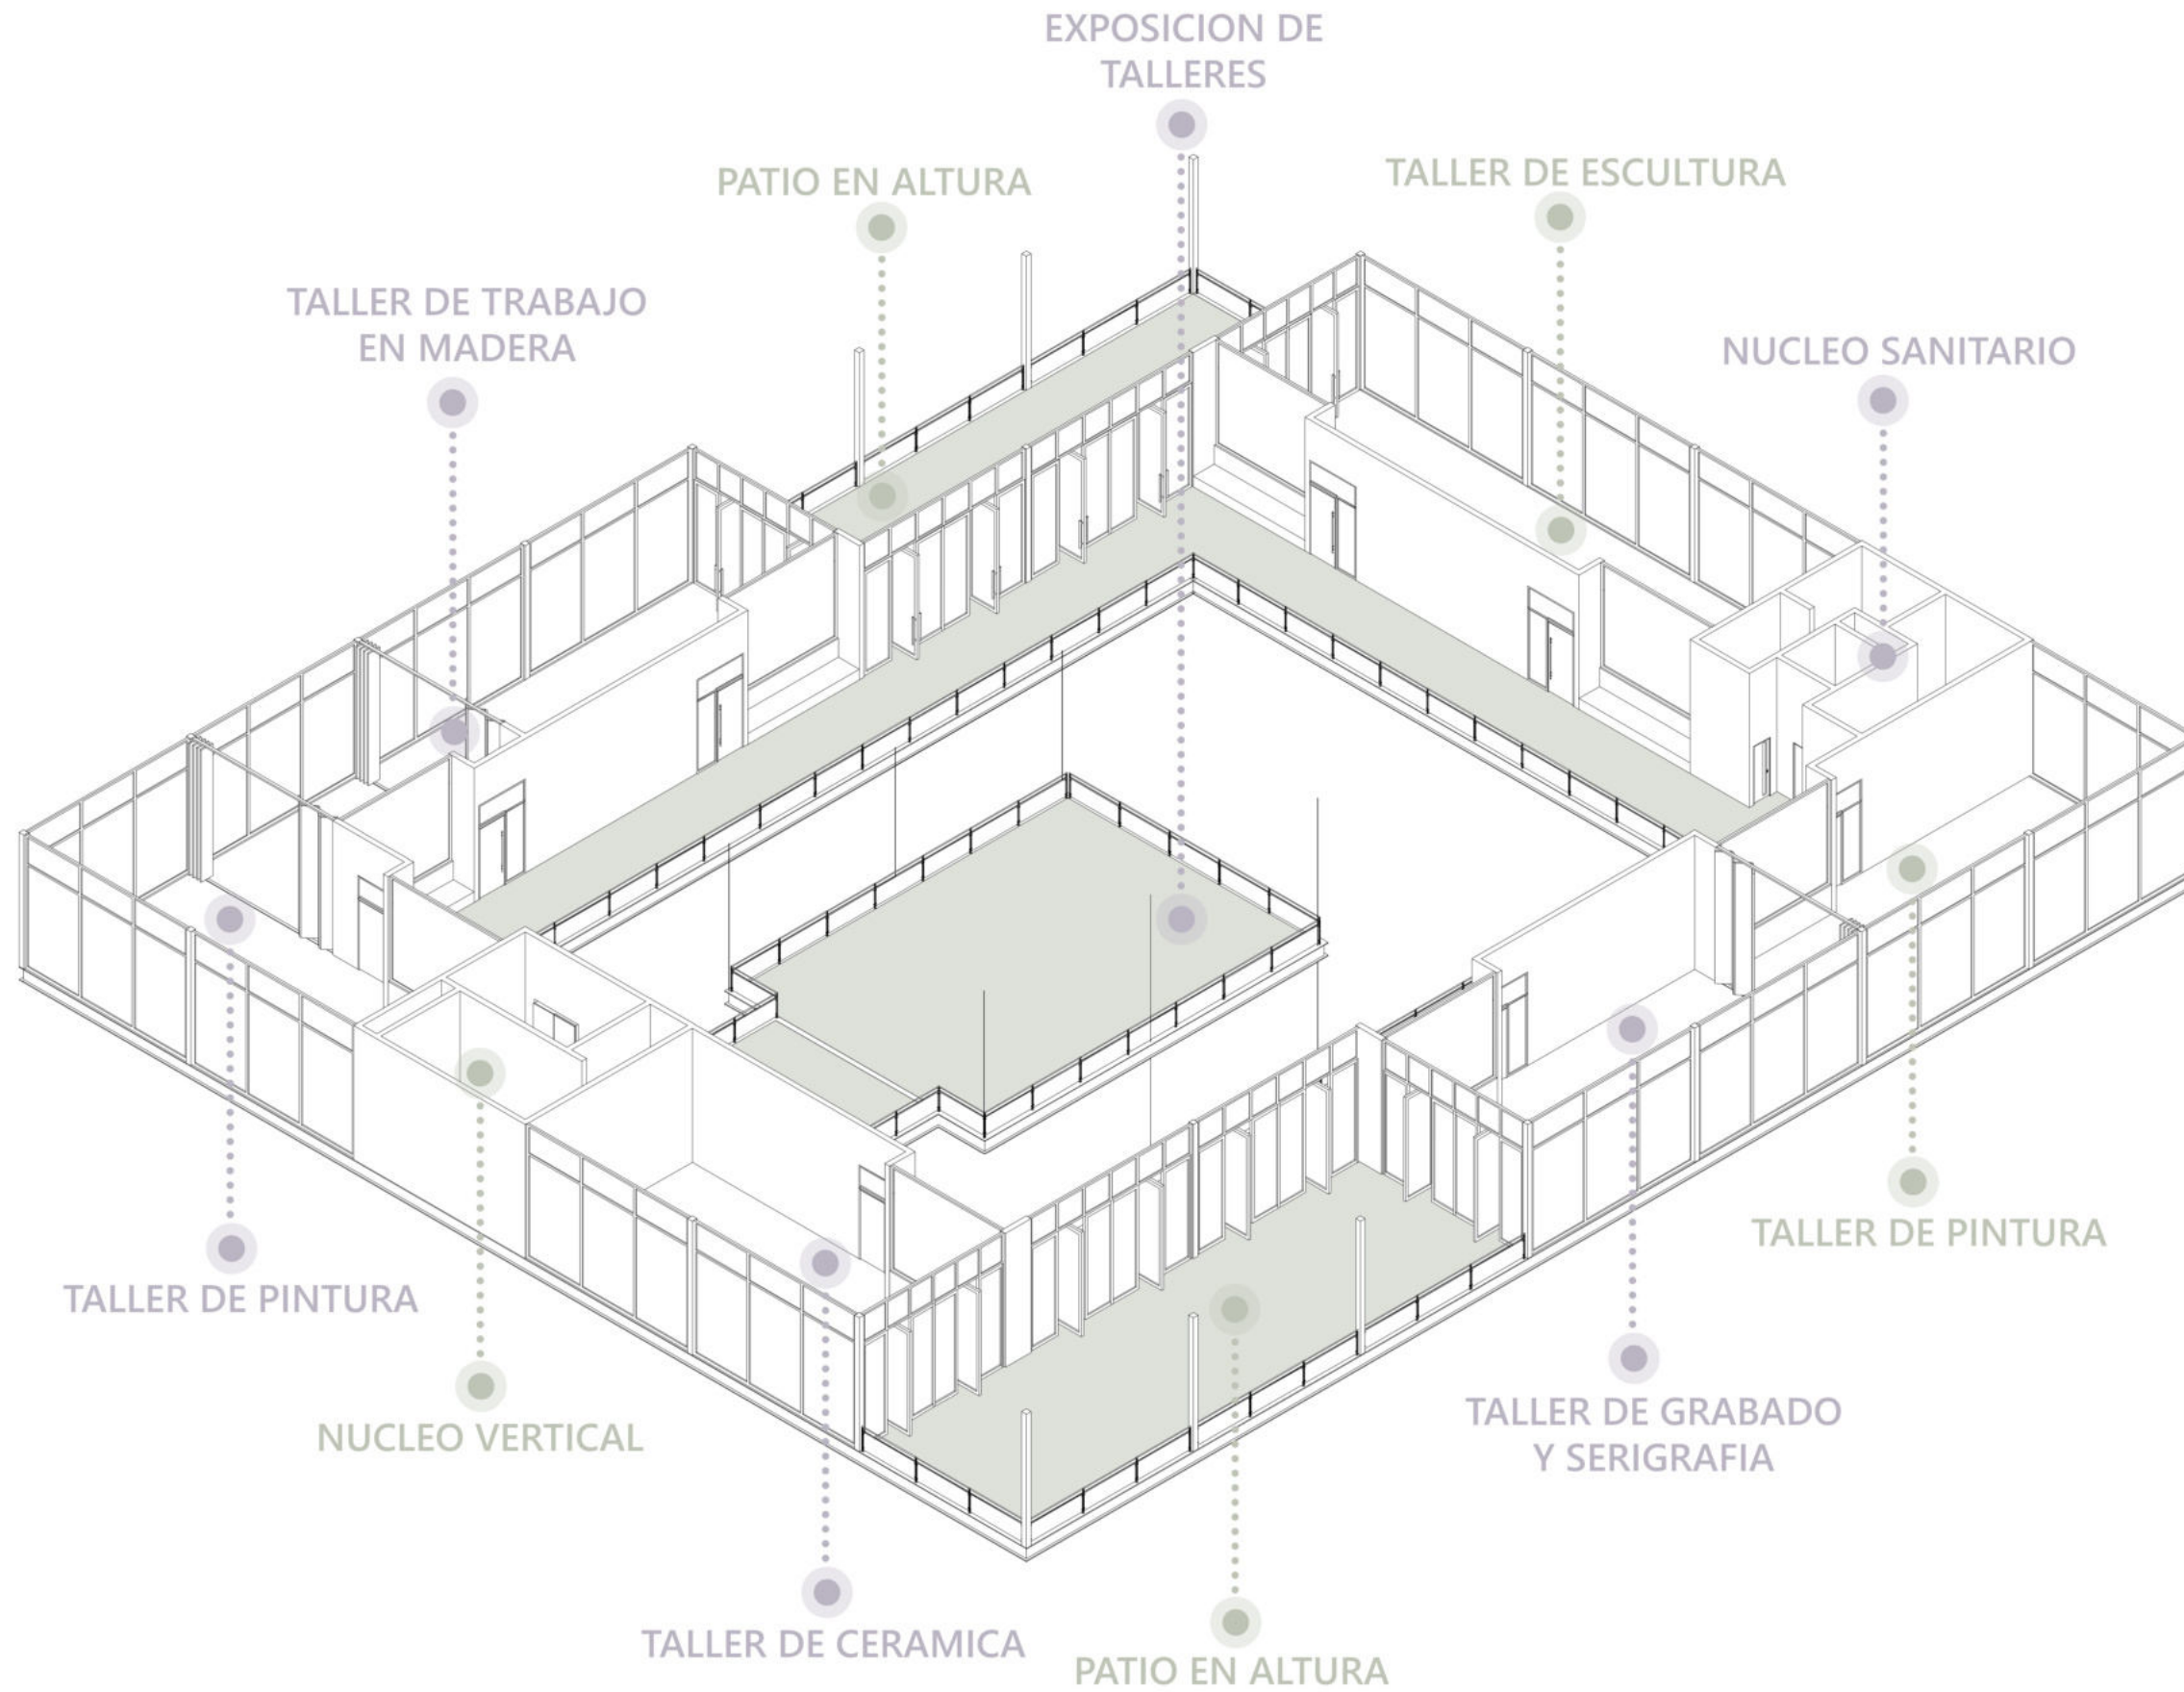 EXPOSICION DE
TALLERES
PATIO EN ALTURA
TALLER DE ESCULTURA
TALLER DE TRABAJO
EN MADERA
NUCLEO SANITARIO
TALLER DE PINTURA
TALLER DE PINTURA
NUCLEO VERTICAL
TALLER DE GRABADO
Y SERIGRAFIA
TALLER DE CERAMICA
PATIO EN ALTURA